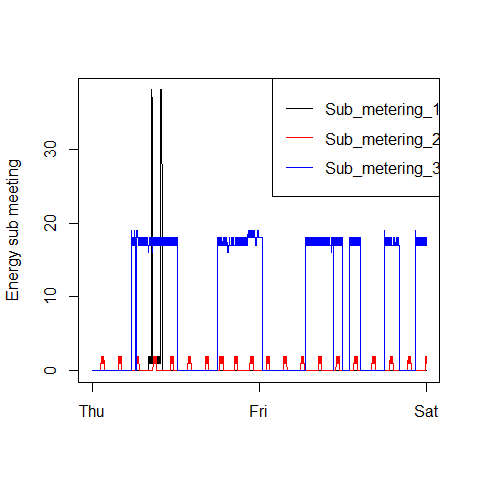 Sub_metering_1
Sub_metering_2
Sub_metering_3
Energy sub meeting
30
20
10
0
Thu Fri Sat